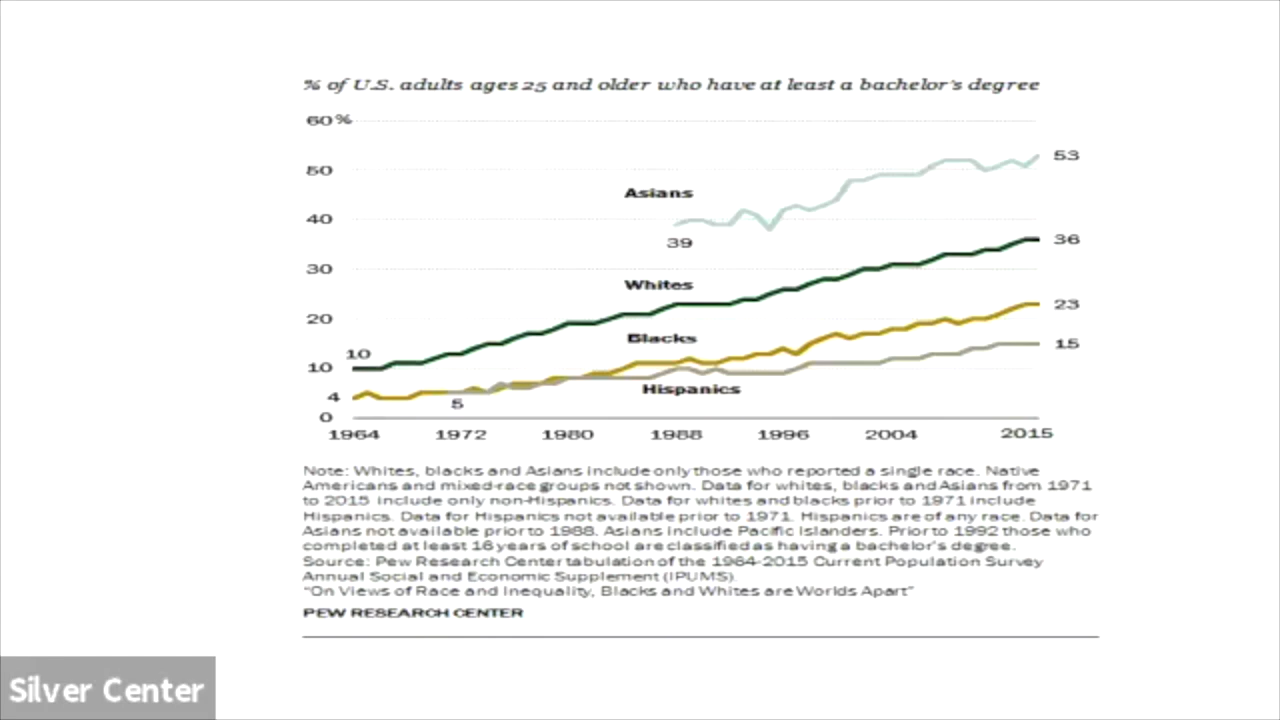 % of U.S. adults ages 25 and older who have at least a bachelor's degree
60%
53
50
Asians
40
39
36
30
Whites
23
20
Blacks
15
10
10
Hispanics
4
5
0
1964 1972 1980 1988 1996 2004 2015
Note: Whites, blacks and Asians include only those who reported a single race. Native
Americans and mixed-race groups not shown. Data for whites, blacks and Asians from 1971
to 2015 include only non-Hispanics. Data for whites and blacks prior to 1971 include
Hispanics. Data for Hispanics not available prior to 1971. Hispanics are of any race. Data for
Asians not available prior to 1988. Asians include Pacific Islanders. Prior to 1992 those who
completed at least 16 years of school are classified as having a bachelor's degree.
Source: Pew Research Center tabulation of the 1964-2015 Current Population Survey
Annual Social and Economic Supplement (IPUMS).
"On Views of Race and Inequality, Blacks and Whites are Worlds Apart"
PEW RESEARCH CENTER
Silver Center